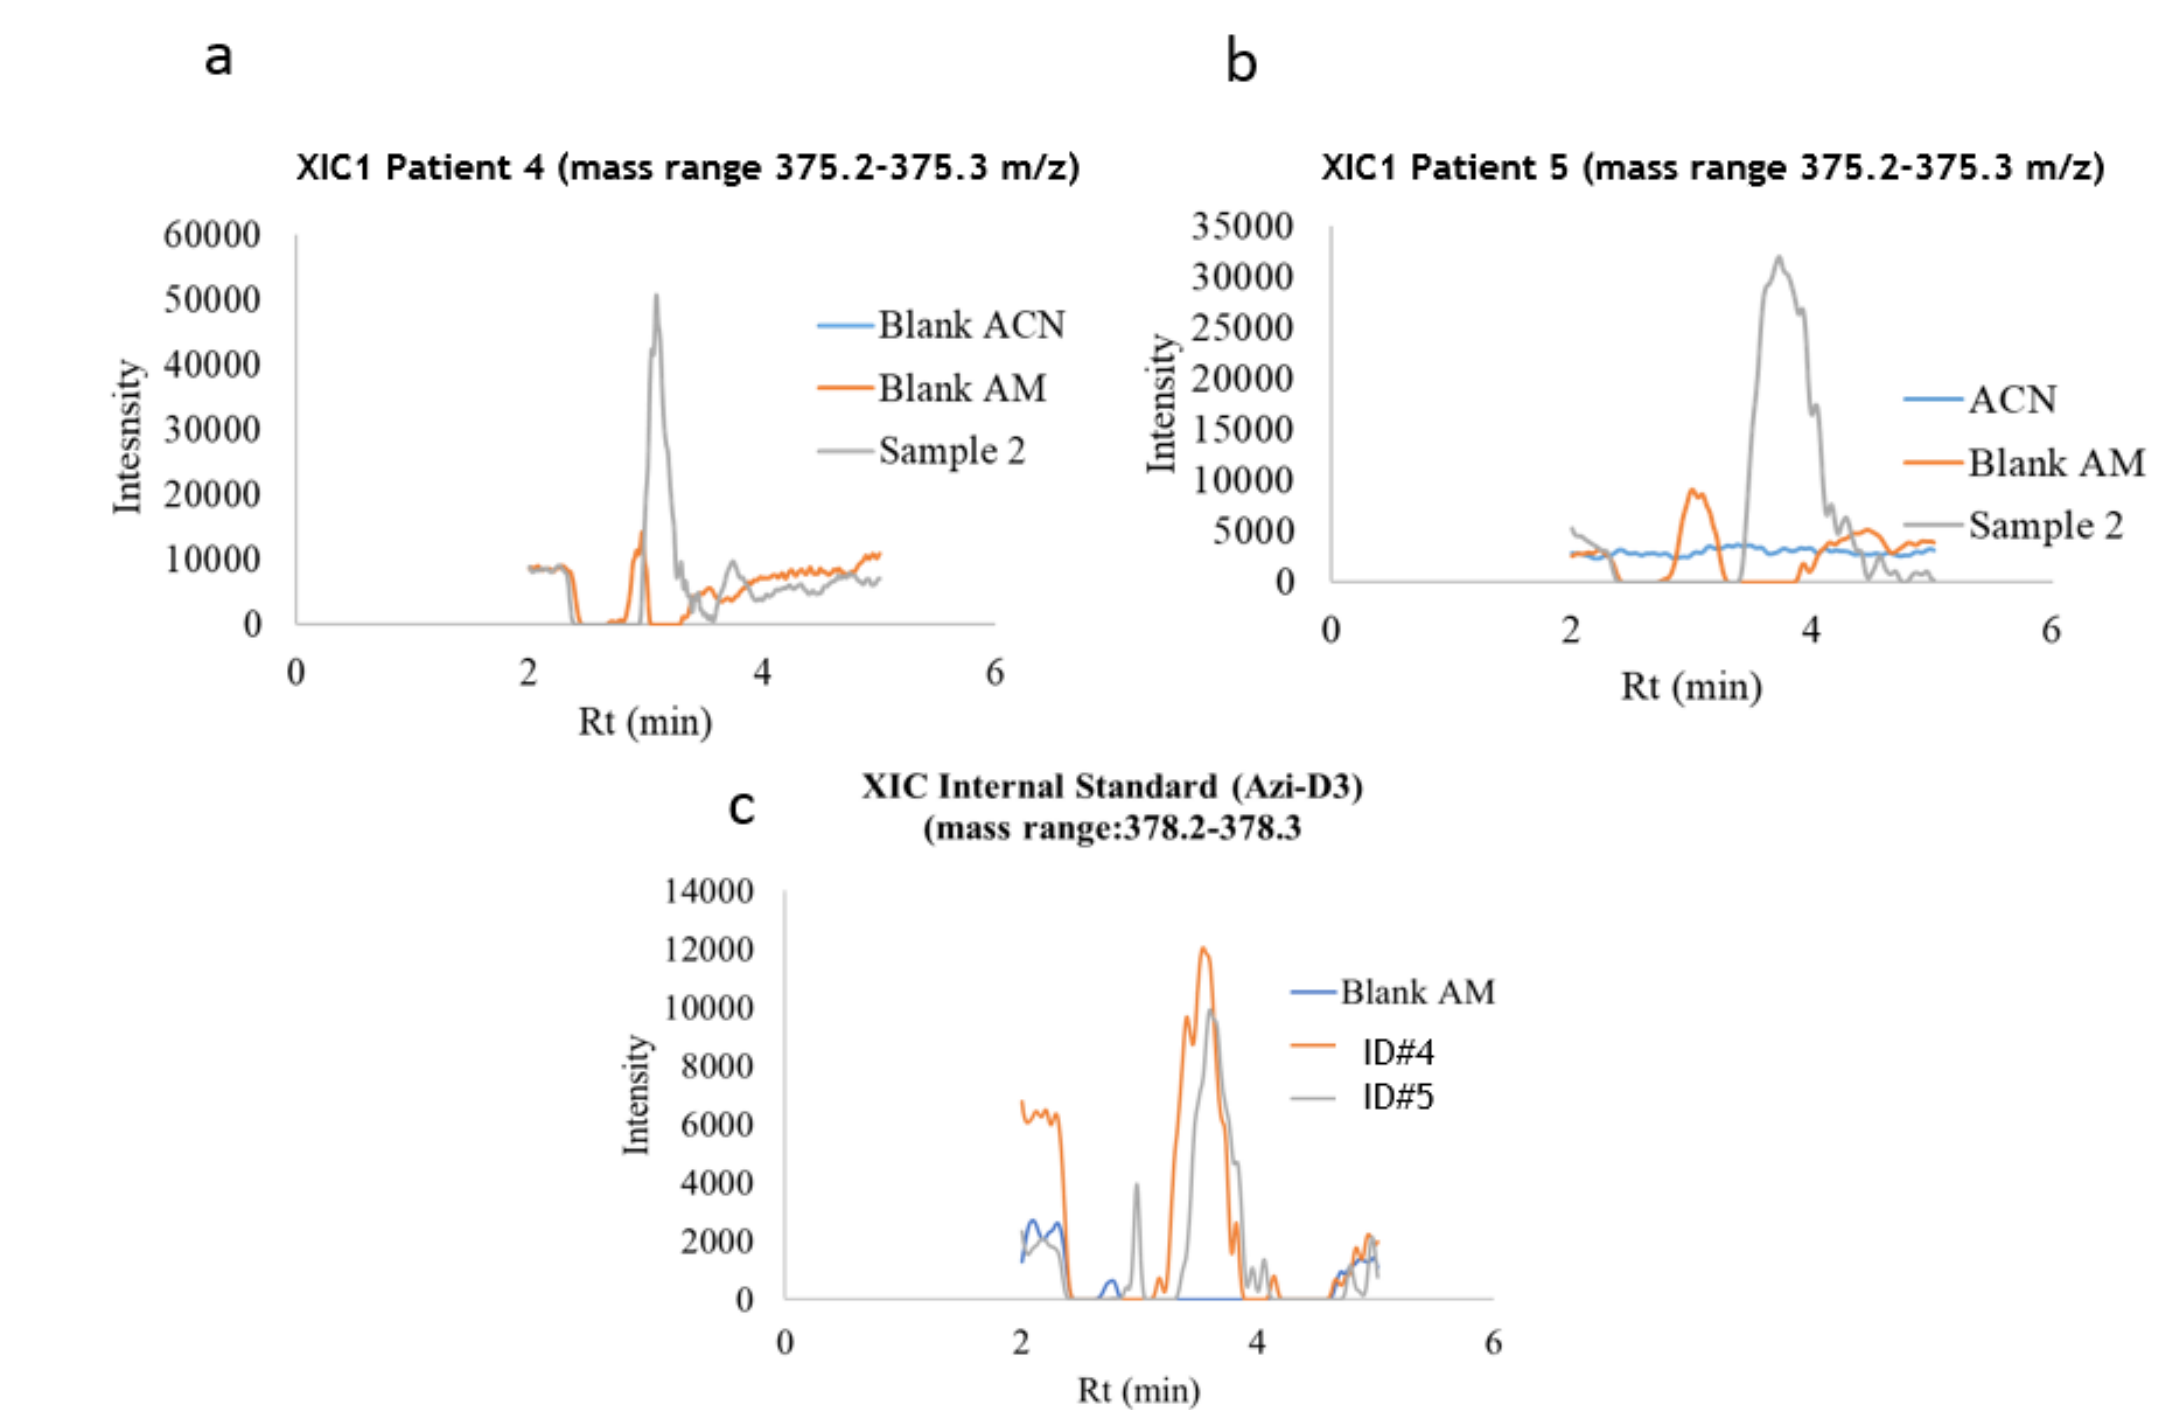 a
XIC1 Patient 4 (mass range 375.2-375.3 m/z)
60000
50000
40000
30000
20000
10000
0
Intesnsity
0 2 4 6
Rt (min)
Blank ACN
Blank AM
Sample 2
b
XIC1 Patient 5 (mass range 375.2-375.3 m/z)
35000
30000
25000
20000
15000
10000
5000
0
Intensity
0 2 4 6
Rt (min)
ACN
Blank AM
Sample 2
c
XIC Internal Standard (Azi-D3)
(mass range:378.2-378.3
14000
12000
10000
8000
6000
4000
2000
0
Intensity
0 2 4 6
Rt (min)
Blank AM
ID#4
ID#5